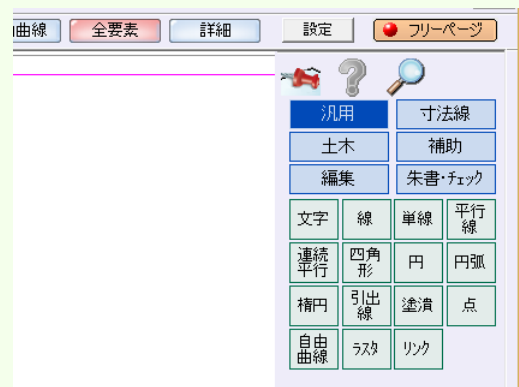 曲線 全要素 詳細 設定 フリーページ
汎用 寸法線
土木 補助
編集 朱書・チェック
文字 線 単線 平行線
連続平行 四角形 円 円弧
楕円 引出線 塗潰 点
自由曲線 ラスタ リンク